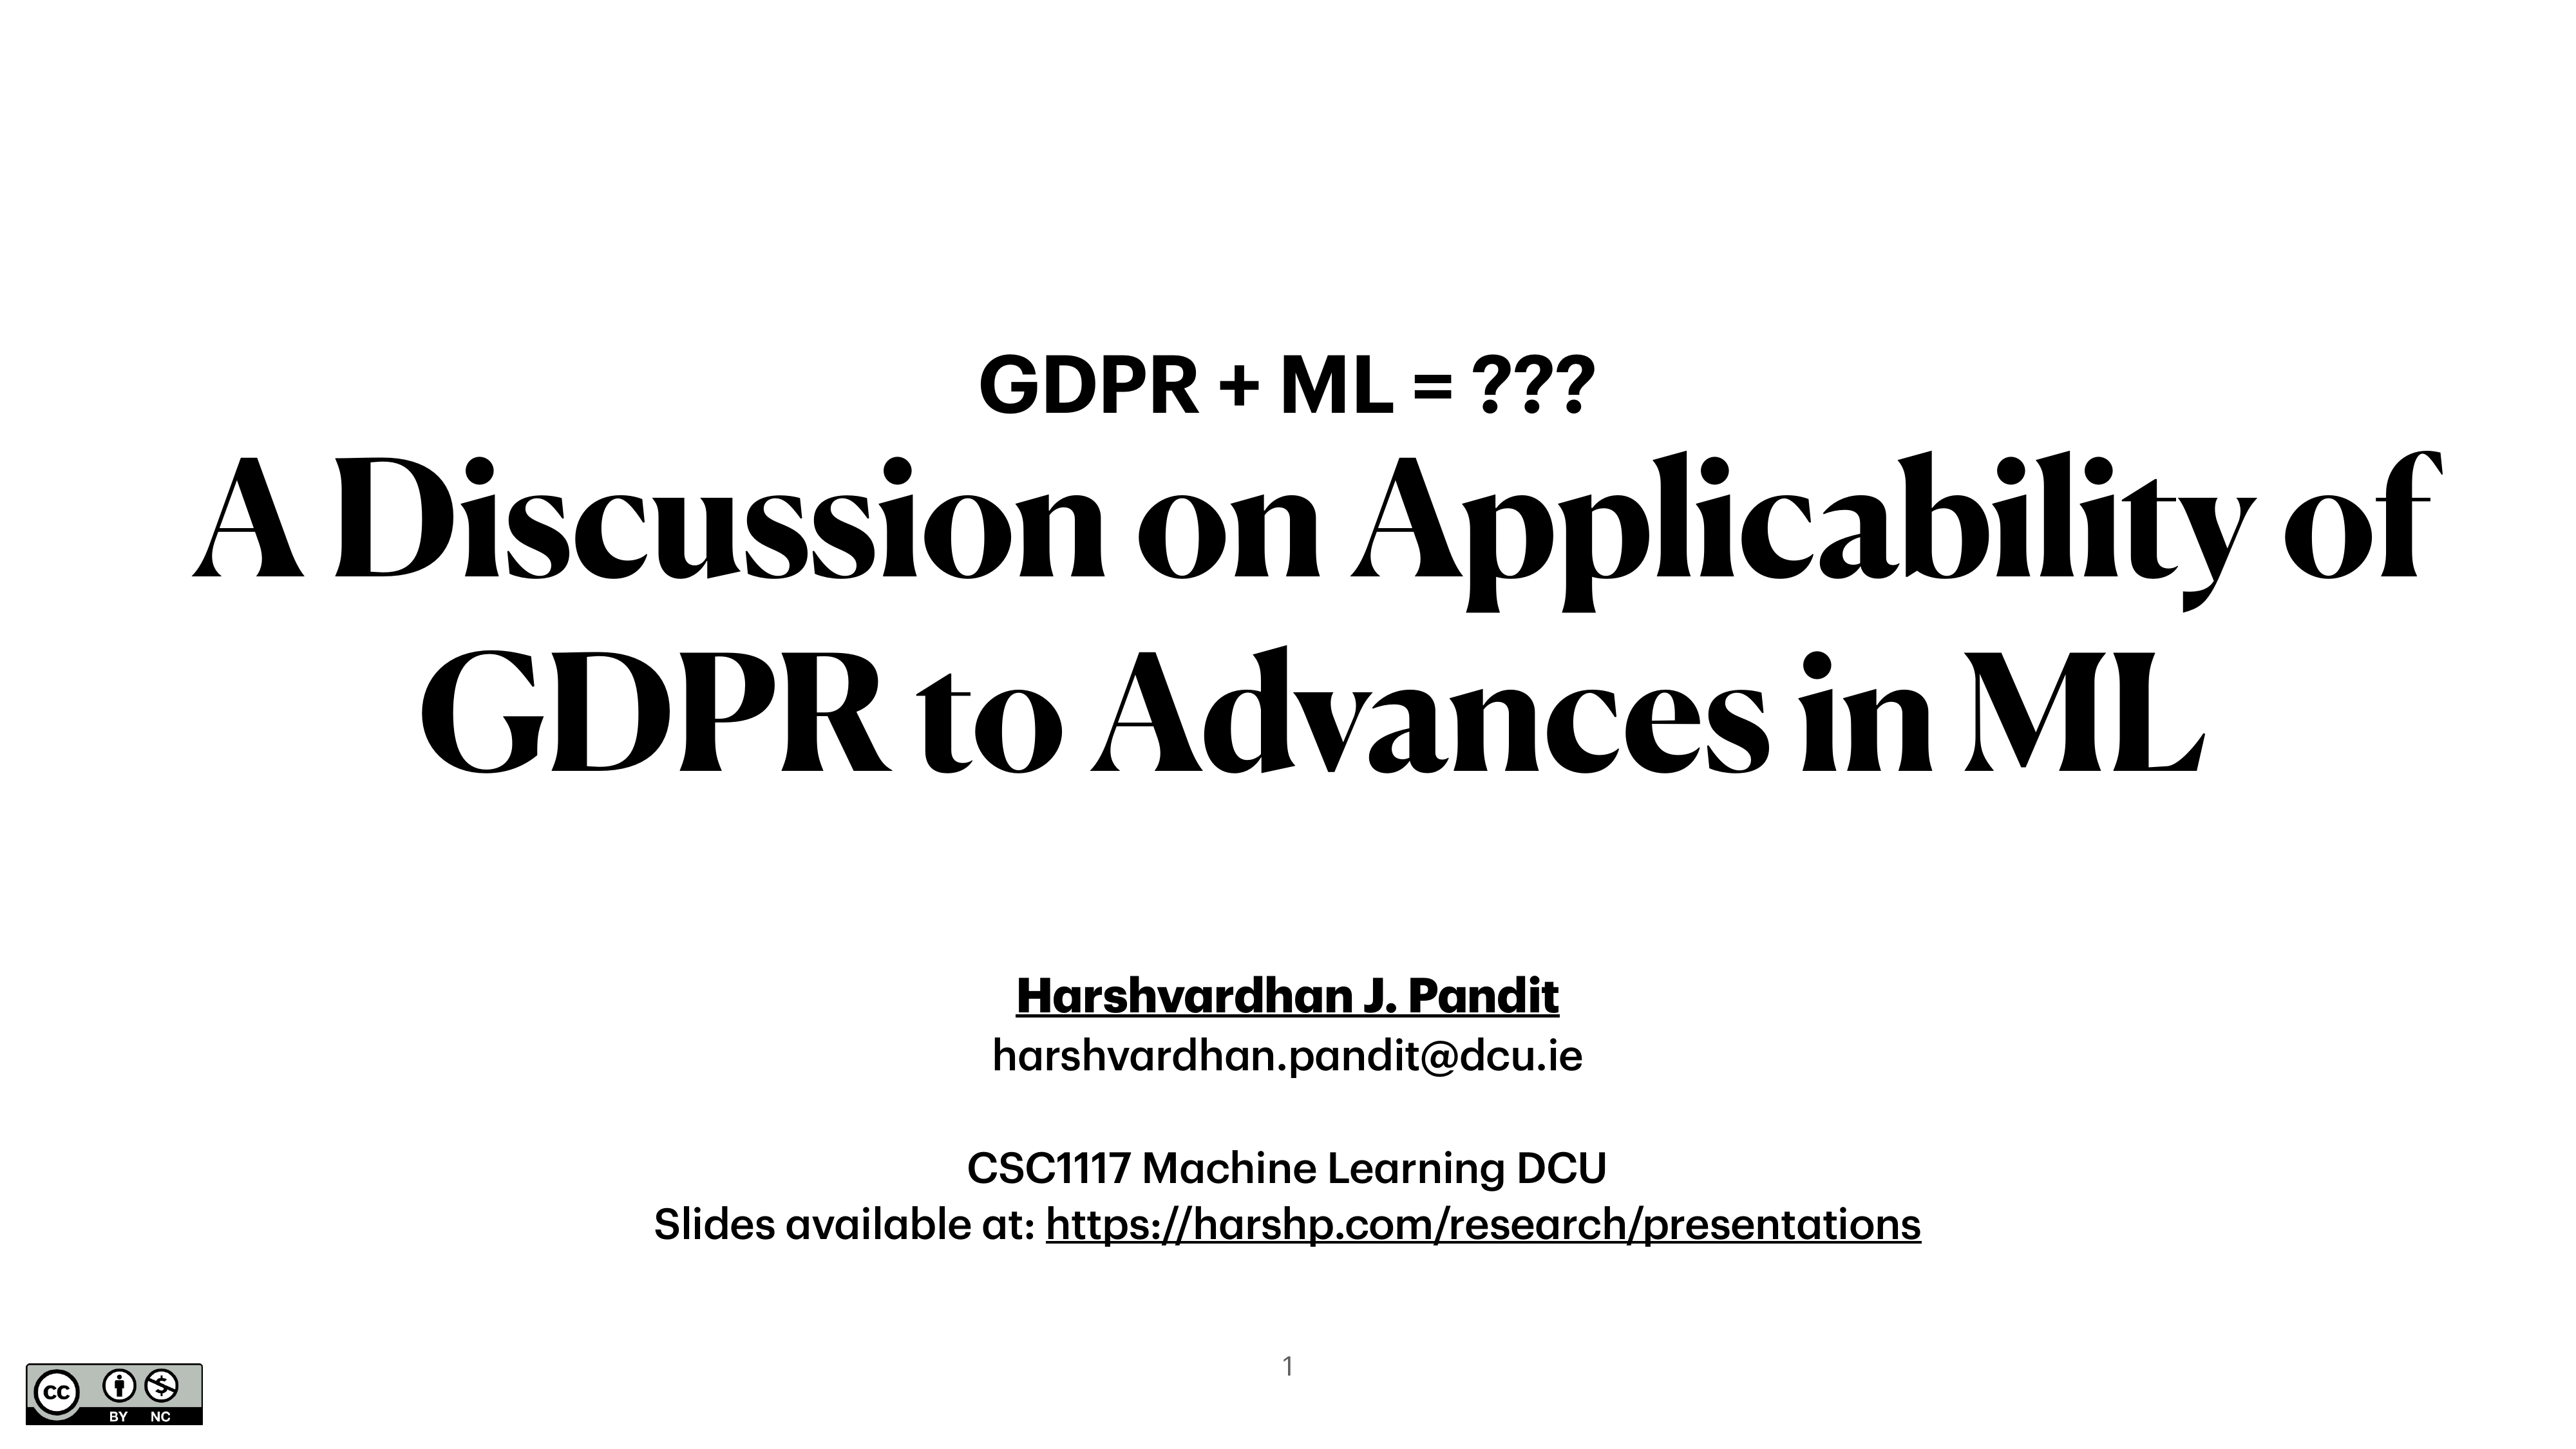 GDPR + ML = ???
A Discussion on Applicability of
GDPR to Advances in ML
Harshvardhan J. Pandit
harshvardhan.pandit@dcu.ie
CSC1117 Machine Learning DCU
Slides available at: https://harshp.com/research/presentations
1
cc
BY NC